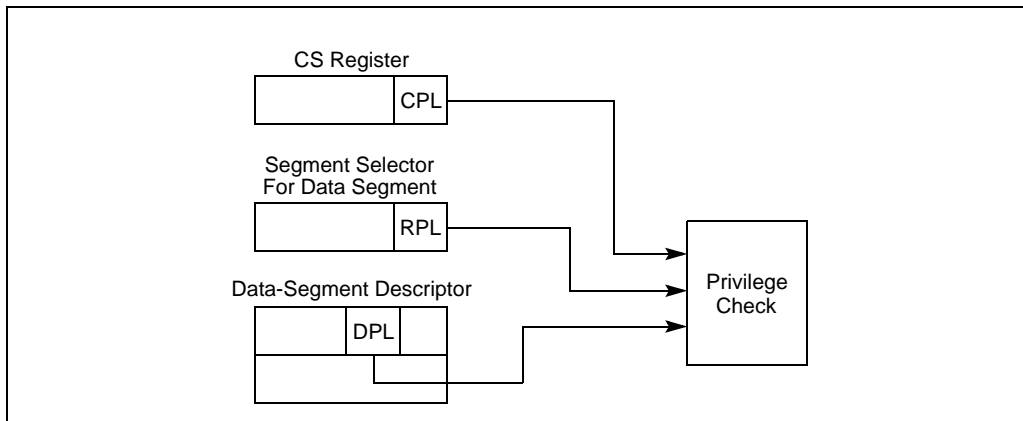 CS Register
CPL
Segment Selector
For Data Segment
RPL
Data-Segment Descriptor
DPL
Privilege
Check